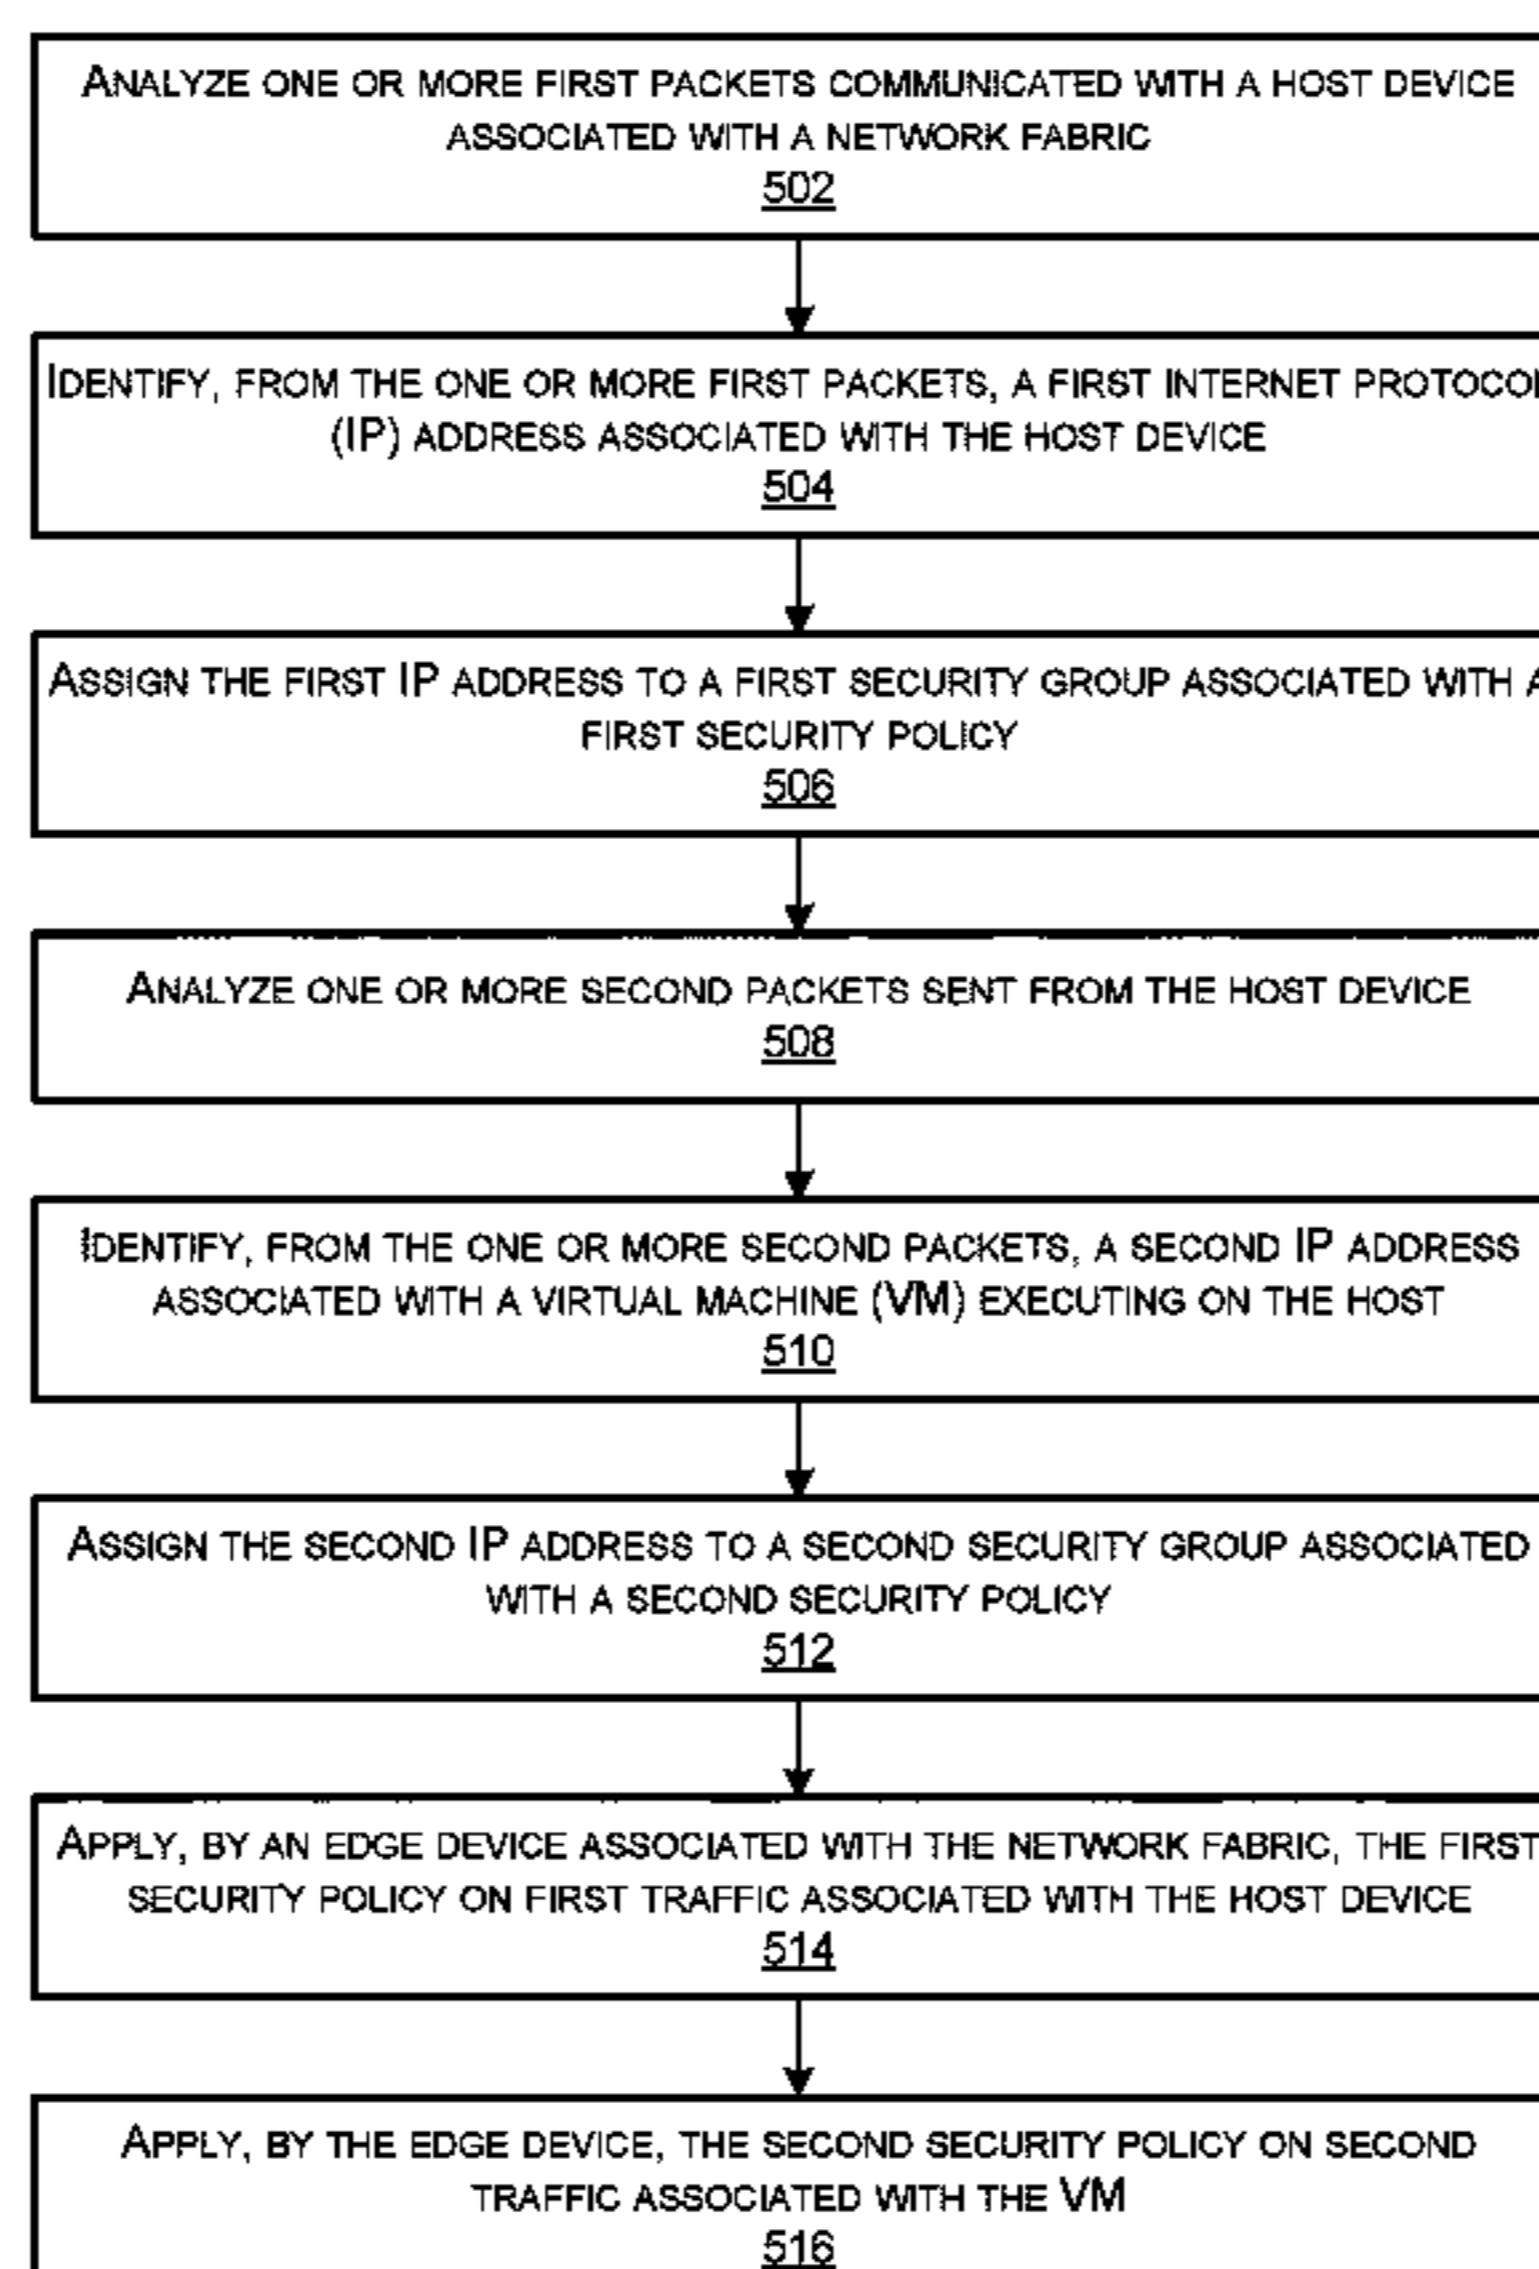 ANALYZE ONE OR MORE FIRST PACKETS COMMUNICATED WITH A HOST DEVICE
ASSOCIATED WITH A NETWORK FABRIC
502
IDENTIFY, FROM THE ONE OR MORE FIRST PACKETS, A FIRST INTERNET PROTOCOL
(IP) ADDRESS ASSOCIATED WITH THE HOST DEVICE
504
ASSIGN THE FIRST IP ADDRESS TO A FIRST SECURITY GROUP ASSOCIATED WITH A
FIRST SECURITY POLICY
506
ANALYZE ONE OR MORE SECOND PACKETS SENT FROM THE HOST DEVICE
508
IDENTIFY, FROM THE ONE OR MORE SECOND PACKETS, A SECOND IP ADDRESS
ASSOCIATED WITH A VIRTUAL MACHINE (VM) EXECUTING ON THE HOST
510
ASSIGN THE SECOND IP ADDRESS TO A SECOND SECURITY GROUP ASSOCIATED
WITH A SECOND SECURITY POLICY
512
APPLY, BY AN EDGE DEVICE ASSOCIATED WITH THE NETWORK FABRIC, THE FIRST
SECURITY POLICY ON FIRST TRAFFIC ASSOCIATED WITH THE HOST DEVICE
514
APPLY, BY THE EDGE DEVICE, THE SECOND SECURITY POLICY ON SECOND
TRAFFIC ASSOCIATED WITH THE VM
516